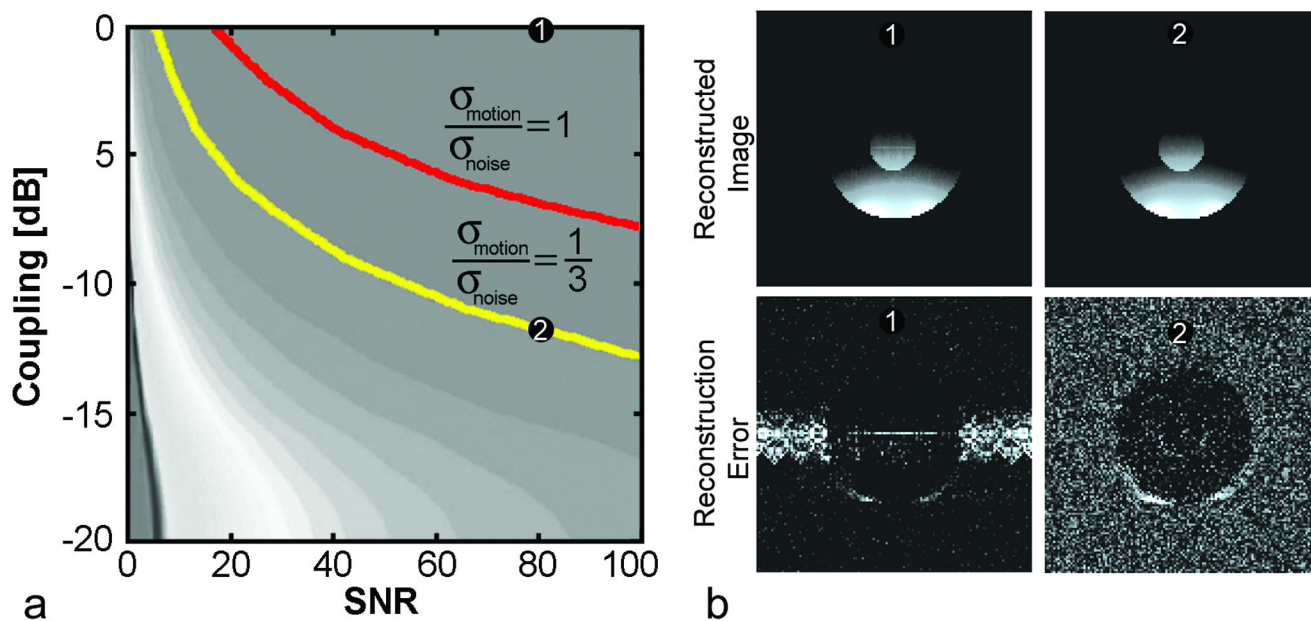 0
5
-10
-15
-20
Coupling [dB]
0
20
40
60
80
100
SNR
1
2
σmotion
σnoise
=1
σmotion
σnoise
=1
3
a
Reconstructed
Image
1
2
Reconstruction
Error
1
2
b